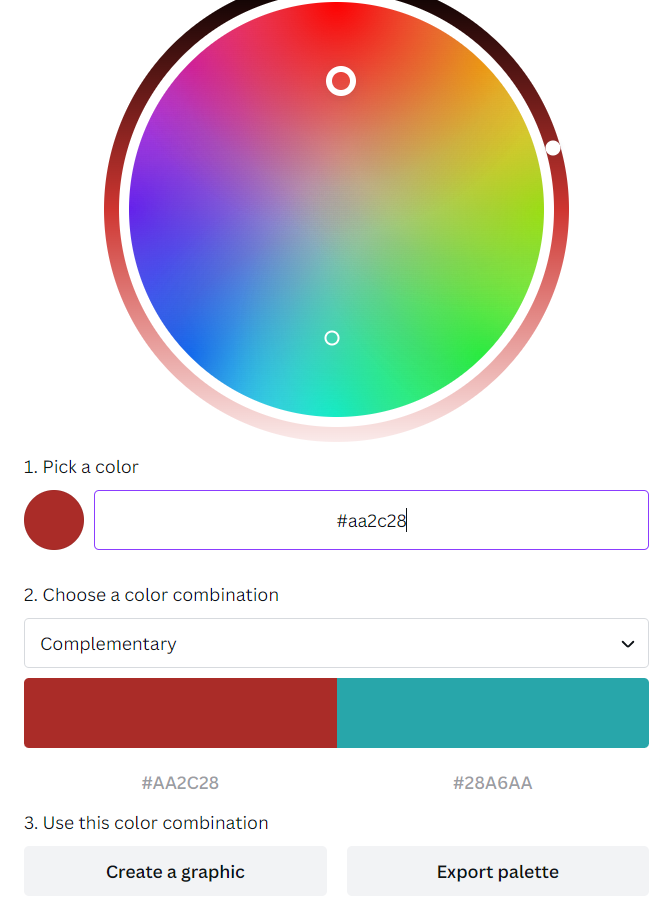 1. Pick a color
#aa2c28
2. Choose a color combination
Complementary
#AA2C28
#28A6AA
3. Use this color combination
Create a graphic
Export palette